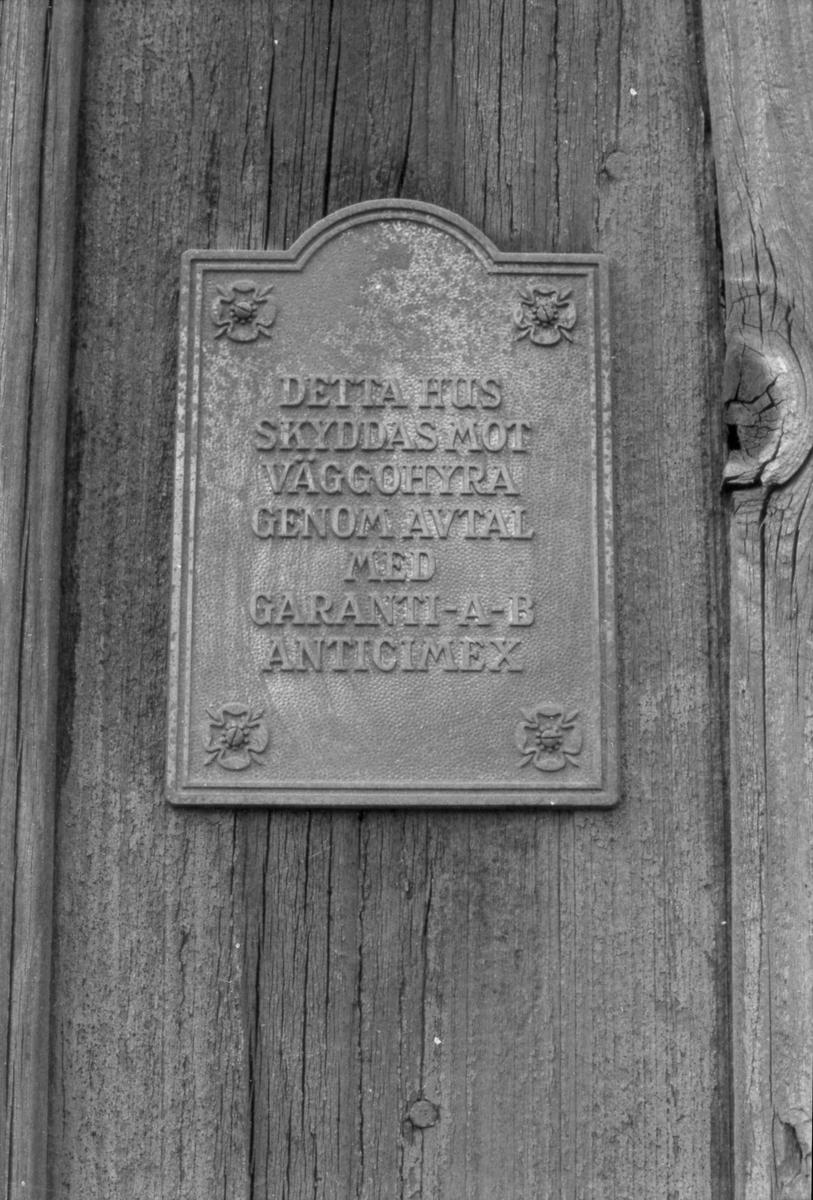 DETTA HUS
SKYDDAS MOT
VÄGGOHYRA
GENOM AVTAL
MED
GARANTI-A-B
ANTICIMEX